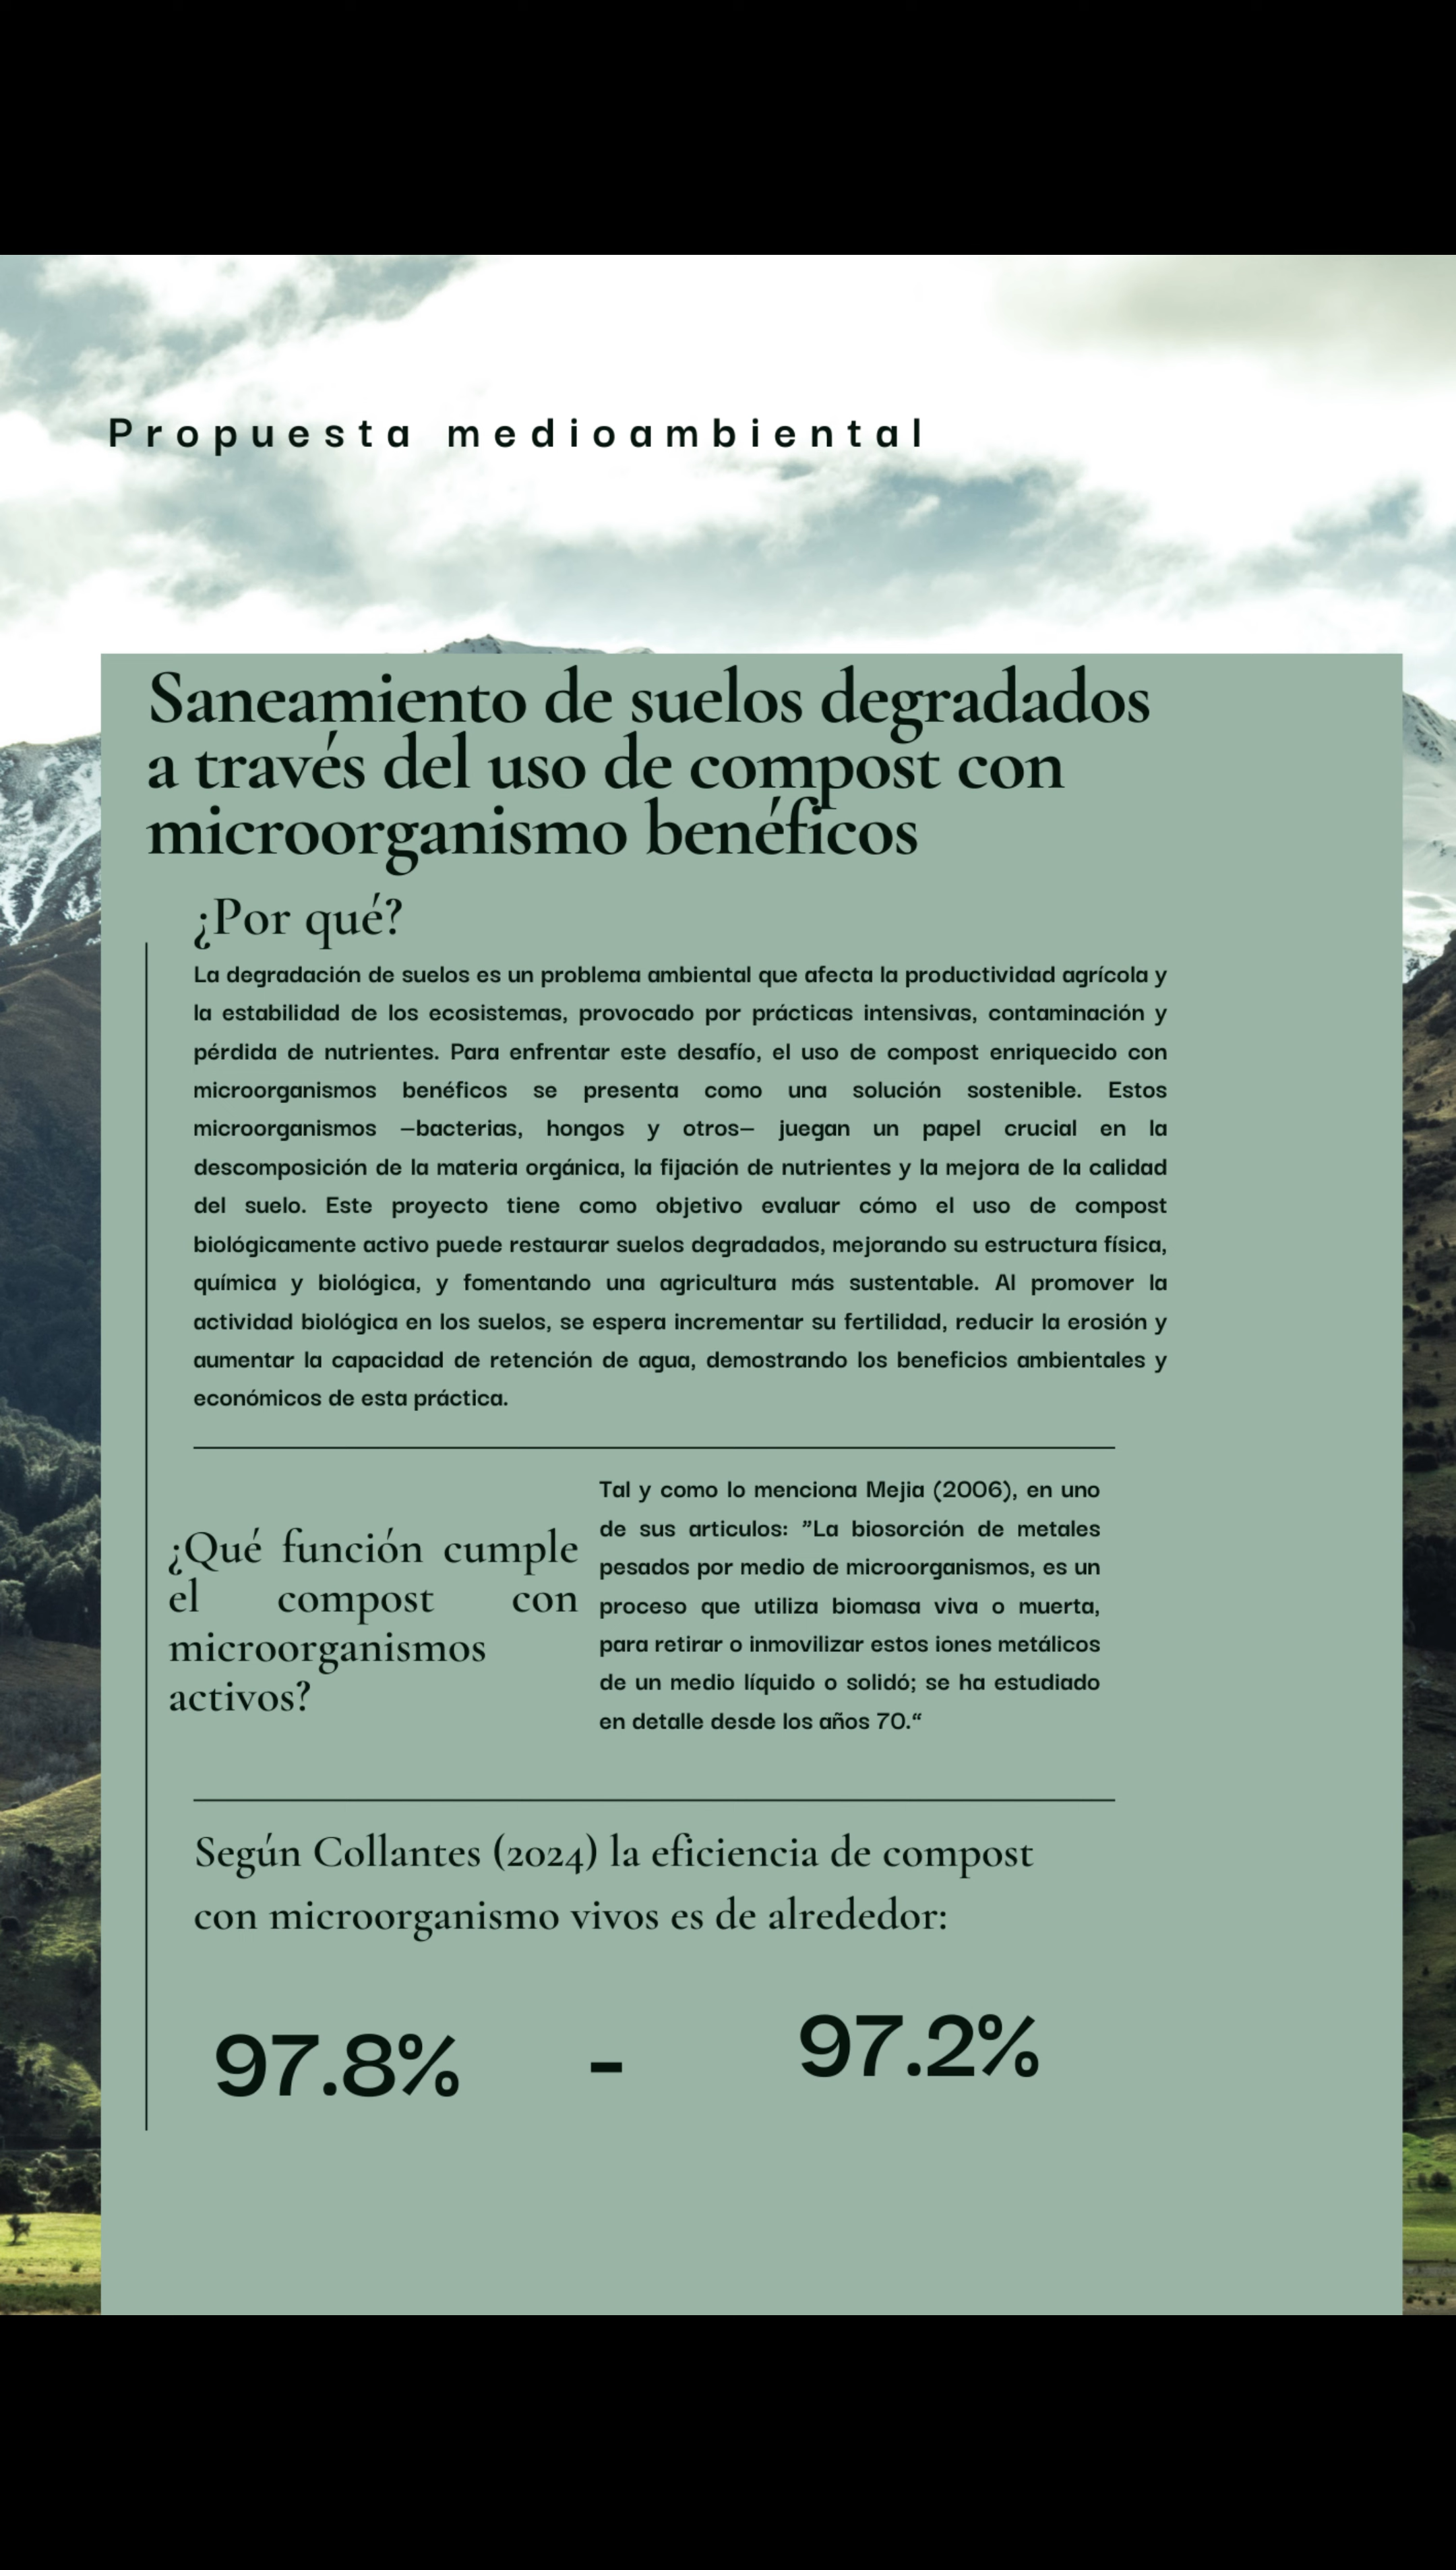 Propuesta medioambiental
Saneamiento de suelos degradados
a través del uso de compost con
microorganismo benéficos
¿Por qué?
La degradación de suelos es un problema ambiental que afecta la productividad agrícola y
la estabilidad de los ecosistemas, provocado por prácticas intensivas, contaminación y
pérdida de nutrientes. Para enfrentar este desafío, el uso de compost enriquecido con
microorganismos benéficos se presenta como una solución sostenible. Estos
microorganismos —bacterias, hongos y otros— juegan un papel crucial en la
descomposición de la materia orgánica, la fijación de nutrientes y la mejora de la calidad
del suelo. Este proyecto tiene como objetivo evaluar cómo el uso de compost
biológicamente activo puede restaurar suelos degradados, mejorando su estructura física,
química y biológica, y fomentando una agricultura más sustentable. Al promover la
actividad biológica en los suelos, se espera incrementar su fertilidad, reducir la erosión y
aumentar la capacidad de retención de agua, demostrando los beneficios ambientales y
económicos de esta práctica.
¿Qué función cumple
el compost con
microorganismos
activos?
Tal y como lo menciona Mejia (2006), en uno
de sus articulos: ”La biosorción de metales
pesados por medio de microorganismos, es un
proceso que utiliza biomasa viva o muerta,
para retirar o inmovilizar estos iones metálicos
de un medio líquido o solidó; se ha estudiado
en detalle desde los años 70.“
Según Collantes (2024) la eficiencia de compost
con microorganismo vivos es de alrededor:
97.8% - 97.2%